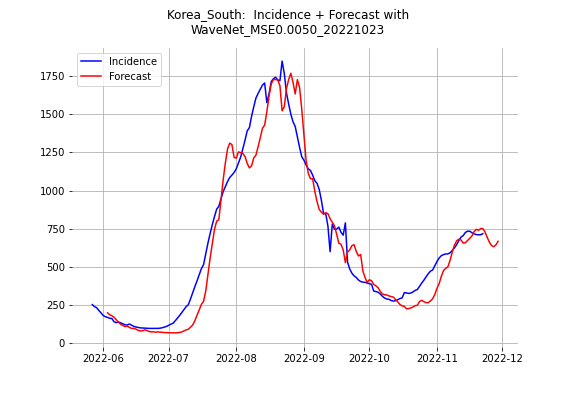 Korea_South:  Incidence + Forecast with
WaveNet_MSE0.0050_20221023
Incidence
Forecast
1750
1500
1250
1000
750
500
250
0
2022-06 2022-07 2022-08 2022-09 2022-10 2022-11 2022-12